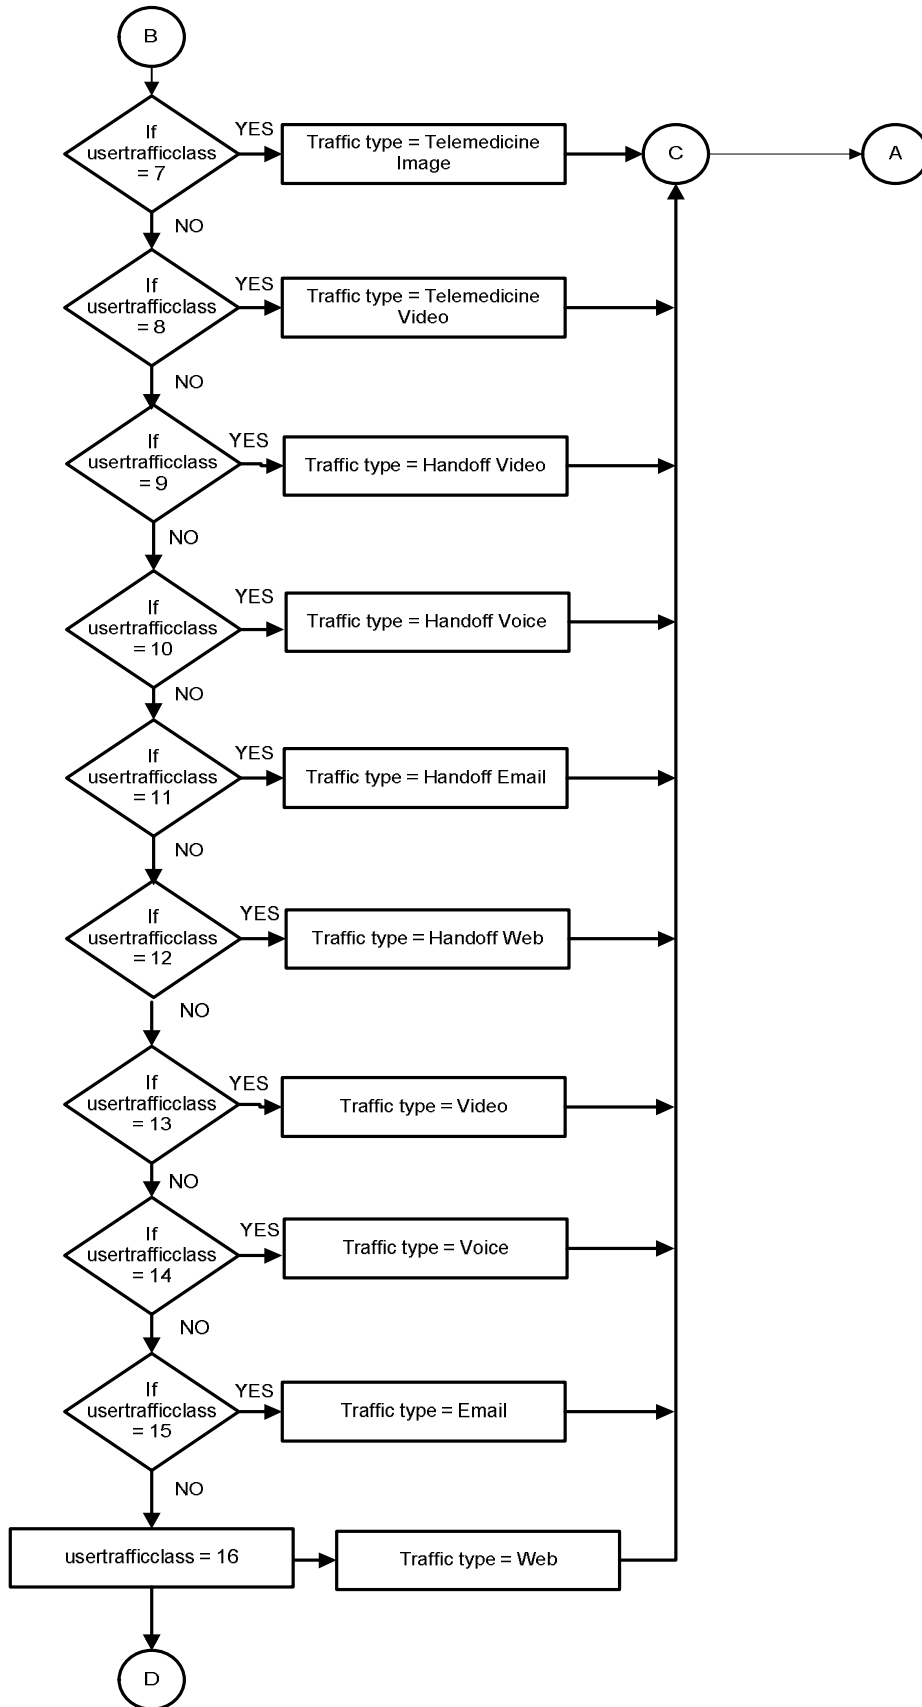 B
If
usertrafficclass
= 7
YES
Traffic type = Telemedicine
Image
C
A
NO
If
usertrafficclass
= 8
YES
Traffic type = Telemedicine
Video
NO
If
usertrafficclass
= 9
YES
Traffic type = Handoff Video
NO
If
usertrafficclass
= 10
YES
Traffic type = Handoff Voice
NO
If
usertrafficclass
= 11
YES
Traffic type = Handoff Email
NO
If
usertrafficclass
= 12
YES
Traffic type = Handoff Web
NO
If
usertrafficclass
= 13
YES
Traffic type = Video
NO
If
usertrafficclass
= 14
YES
Traffic type = Voice
NO
If
usertrafficclass
= 15
YES
Traffic type = Email
NO
usertrafficclass = 16
Traffic type = Web
D